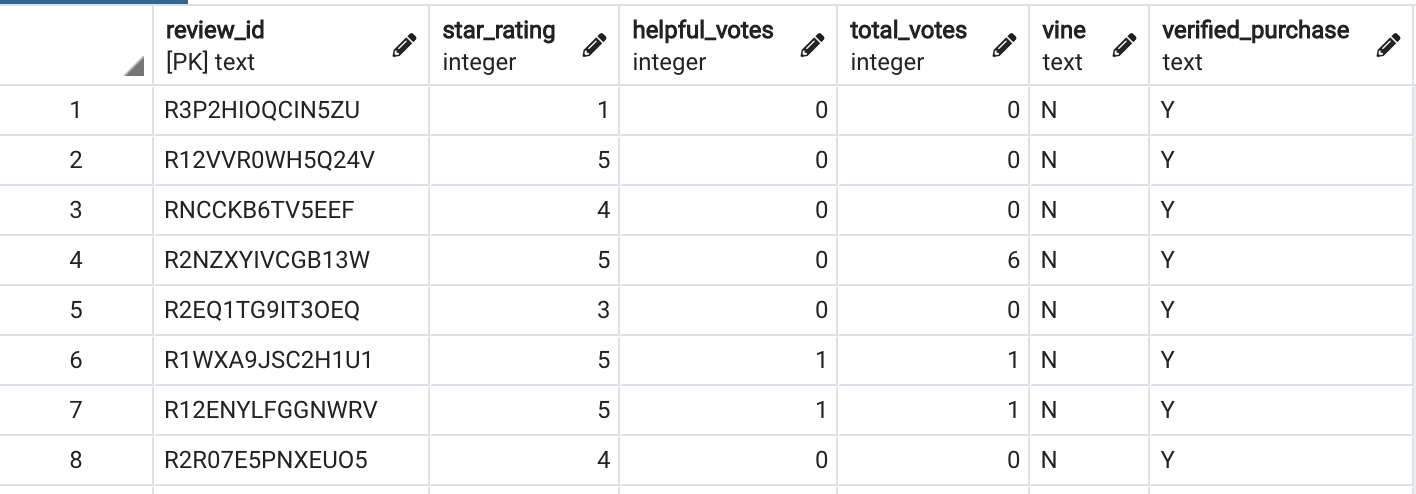 review_id star_rating helpful_votes total_votes vine verified_purchase
[PK] text integer integer integer text text
1 R3P2HIOQCIN5ZU 1 0 0 N Y
2 R12VVR0WH5Q24V 5 0 0 N Y
3 RNCCKB6TV5EEF 4 0 0 N Y
4 R2NZXYIVCGB13W 5 0 6 N Y
5 R2EQ1TG9IT3OEQ 3 0 0 N Y
6 R1WXA9JSC2H1U1 5 1 1 N Y
7 R12ENYLFGGNWRV 5 1 1 N Y
8 R2R07E5PNXEUO5 4 0 0 N Y